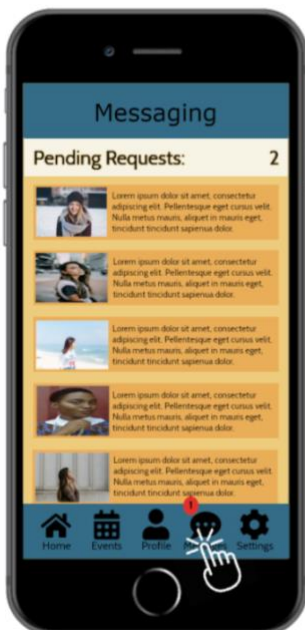 Messaging
Pending Requests: 2
Lorem ipsum dolor sit amet, consectetur
adipiscing elit. Pellentesque eget cursus velit.
Nulla metus mauris, aliquet in mauris eget,
tincidunt tincidunt sapienua dolor.
Lorem ipsum dolor sit amet, consectetur
adipiscing elit. Pellentesque eget cursus velit.
Nulla metus mauris, aliquet in mauris eget,
tincidunt tincidunt sapienua dolor.
Lorem ipsum dolor sit amet, consectetur
adipiscing elit. Pellentesque eget cursus velit.
Nulla metus mauris, aliquet in mauris eget,
tincidunt tincidunt sapienua dolor.
Lorem ipsum dolor sit amet, consectetur
adipiscing elit. Pellentesque eget cursus velit.
Nulla metus mauris, aliquet in mauris eget,
tincidunt tincidunt sapienua dolor.
Lorem ipsum dolor sit amet, consectetur
adipiscing elit. Pellentesque eget cursus velit.
Nulla metus mauris, aliquet in mauris eget,
tincidunt tincidunt sapienua dolor.
1
Home Events Profile Settings